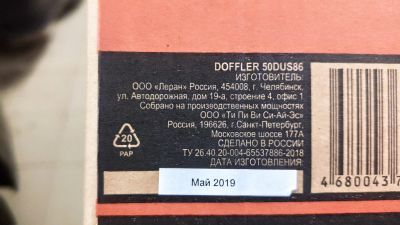 DOFFLER 50DUS86
ИЗГОТОВИТЕЛЬ:
ООО «Леран» Россия, 454008, г. Челябинск,
ул. Автодорожная, дом 19-а, строение 4, офис 1
Собрано на производственных мощностях
ООО «Ти Пи Ви Си-Ай-Эс»
Россия, 196626, г.Санкт-Петербург,
Московское шоссе 177А
СДЕЛАНО В РОССИИ
ТУ 26.40 20-004-65537886-2018
ДАТА ИЗГОТОВЛЕНИЯ:
Май 2019
20
PAP
4 680043